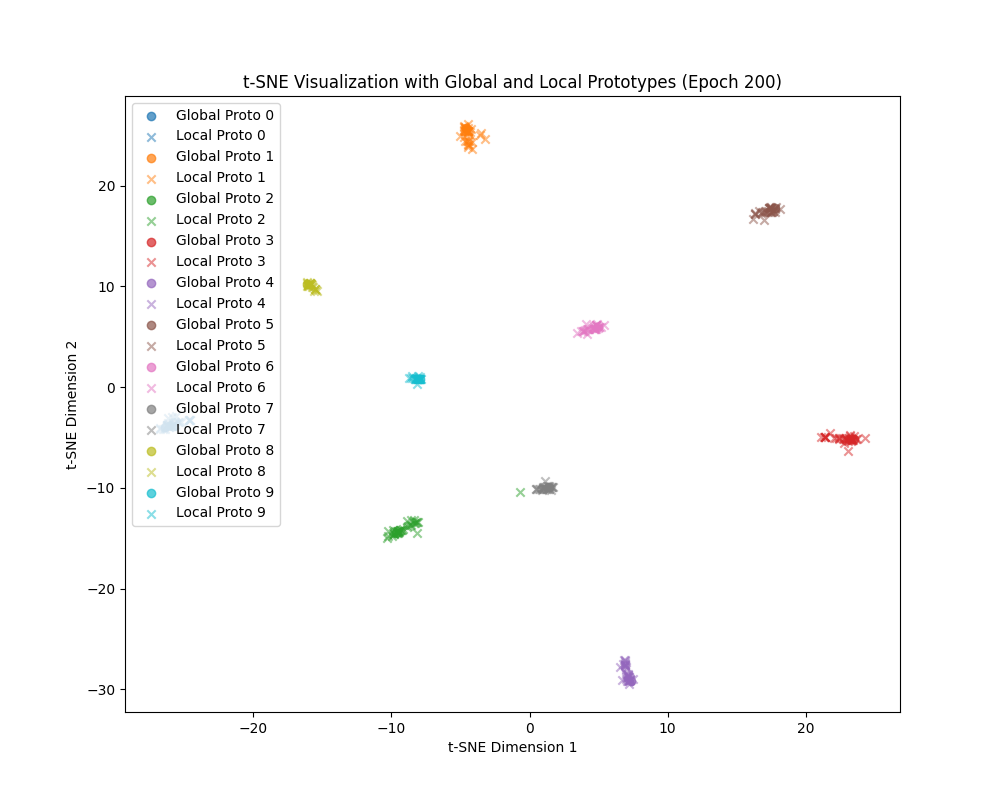 t-SNE Visualization with Global and Local Prototypes (Epoch 200)
Global Proto 0
Local Proto 0
Global Proto 1
Local Proto 1
Global Proto 2
Local Proto 2
Global Proto 3
Local Proto 3
Global Proto 4
Local Proto 4
Global Proto 5
Local Proto 5
Global Proto 6
Local Proto 6
Global Proto 7
Local Proto 7
Global Proto 8
Local Proto 8
Global Proto 9
Local Proto 9
t-SNE Dimension 2
20
10
0
−10
−20
−30
−20
−10
0
10
20
t-SNE Dimension 1